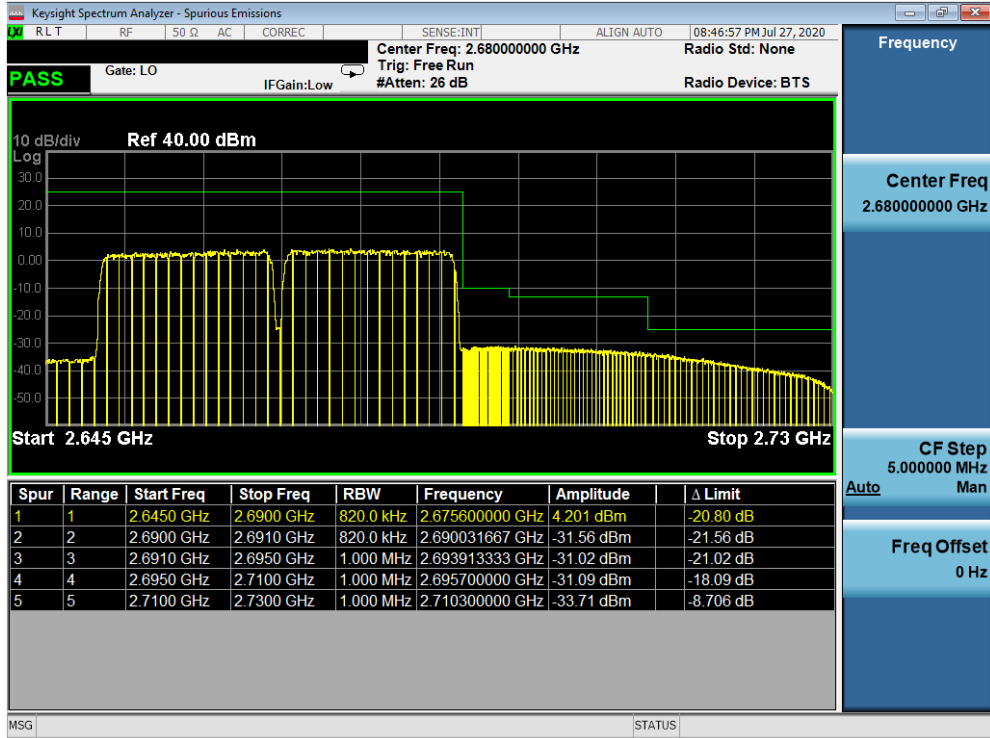 Keysight Spectrum Analyzer - Spurious Emissions
LXI RLT RF 50 Ω AC CORREC SENSE:INT ALIGN AUTO 08:46:57 PM Jul 27, 2020
Center Freq: 2.680000000 GHz Radio Std: None
Trig: Free Run
PASS Gate: LO IFGain:Low #Atten: 26 dB Radio Device: BTS
10 dB/div Ref 40.00 dBm
Log
30.0
20.0
10.0
0.00
-10.0
-20.0
-30.0
-40.0
-50.0
Start 2.645 GHz Stop 2.73 GHz
Spur Range Start Freq Stop Freq RBW Frequency Amplitude Δ Limit
1 1 2.6450 GHz 2.6900 GHz 820.0 kHz 2.675600000 GHz 4.201 dBm -20.80 dB
2 2 2.6900 GHz 2.6910 GHz 820.0 kHz 2.690031667 GHz -31.56 dBm -21.56 dB
3 3 2.6910 GHz 2.6950 GHz 1.000 MHz 2.693913333 GHz -31.02 dBm -21.02 dB
4 4 2.6950 GHz 2.7100 GHz 1.000 MHz 2.695700000 GHz -31.09 dBm -18.09 dB
5 5 2.7100 GHz 2.7300 GHz 1.000 MHz 2.710300000 GHz -33.71 dBm -8.706 dB
MSG STATUS
Frequency
Center Freq
2.680000000 GHz
CF Step
5.000000 MHz
Auto Man
Freq Offset
0 Hz